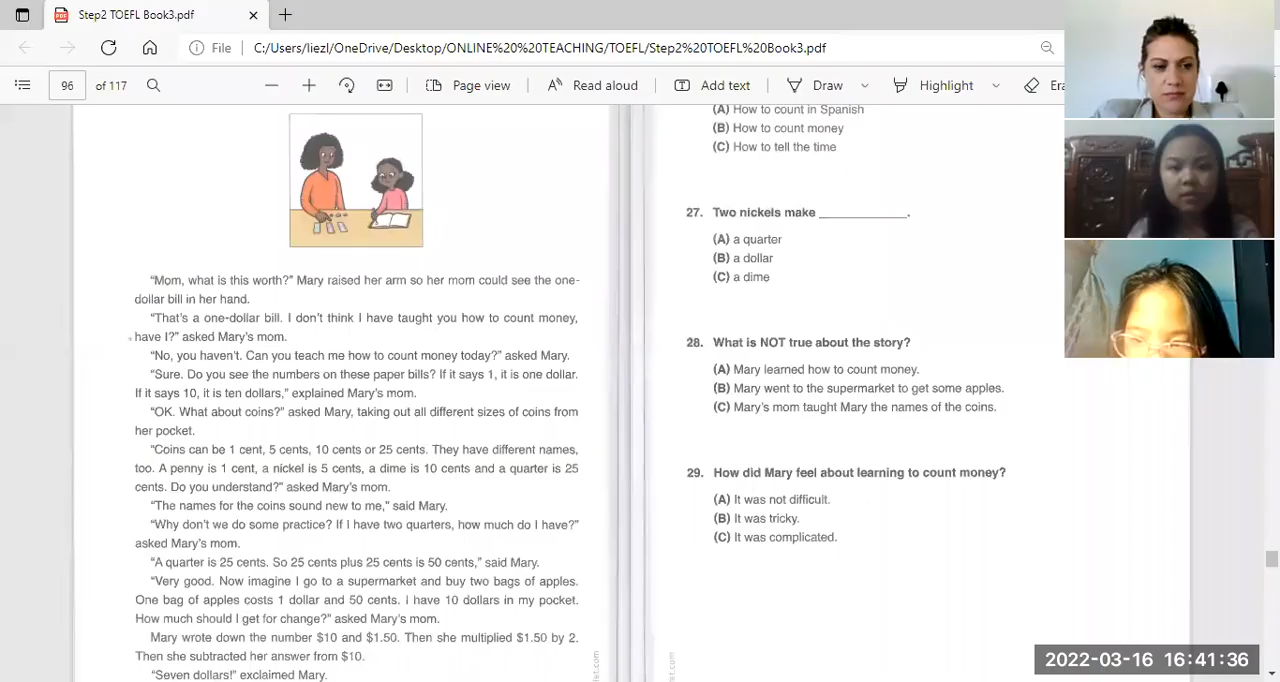 Step2 TOEFL Book3.pdf
File
C:/Users/liezl/OneDrive/Desktop/ONLINE%20%20TEACHING/TOEFL/Step2%20TOEFL%20Book3.pdf
96 of 117
Page view
Read aloud
Add text
Draw
Highlight
Era
"Mom, what is this worth?" Mary raised her arm so her mom could see the one-
dollar bill in her hand.
"That's a one-dollar bill. I don't think I have taught you how to count money,
have I?" asked Mary's mom.
"No, you haven't. Can you teach me how to count money today?" asked Mary.
"Sure. Do you see the numbers on these paper bills? If it says 1, it is one dollar.
If it says 10, it is ten dollars," explained Mary's mom.
"OK. What about coins?" asked Mary, taking out all different sizes of coins from
her pocket.
"Coins can be 1 cent, 5 cents, 10 cents or 25 cents. They have different names,
too. A penny is 1 cent, a nickel is 5 cents, a dime is 10 cents and a quarter is 25
cents. Do you understand?" asked Mary's mom.
"The names for the coins sound new to me," said Mary.
"Why don't we do some practice? If I have two quarters, how much do I have?"
asked Mary's mom.
"A quarter is 25 cents. So 25 cents plus 25 cents is 50 cents," said Mary.
"Very good. Now imagine I go to a supermarket and buy two bags of apples.
One bag of apples costs 1 dollar and 50 cents. I have 10 dollars in my pocket.
How much should I get for change?" asked Mary's mom.
Mary wrote down the number $10 and $1.50. Then she multiplied $1.50 by 2.
Then she subtracted her answer from $10.
"Seven dollars!" exclaimed Mary.
(A) How to count in Spanish
(B) How to count money
(C) How to tell the time
27. Two nickels make ______________.
(A) a quarter
(B) a dollar
(C) a dime
28. What is NOT true about the story?
(A) Mary learned how to count money.
(B) Mary went to the supermarket to get some apples.
(C) Mary's mom taught Mary the names of the coins.
29. How did Mary feel about learning to count money?
(A) It was not difficult.
(B) It was tricky.
(C) It was complicated.
let.com
let.com
2022-03-16 16:41:36